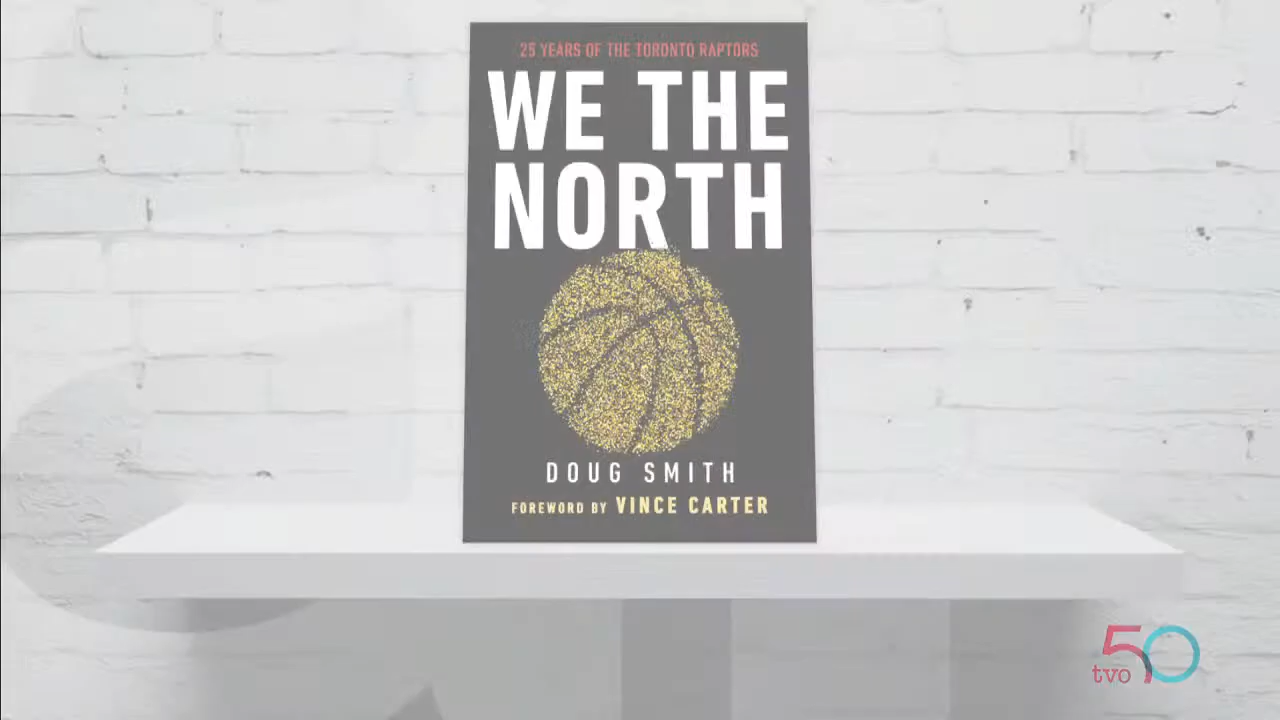 25 YEARS OF THE TORONTO RAPTORS
WE THE
NORTH
DOUG SMITH
FOREWORD BY VINCE CARTER
tvo 50